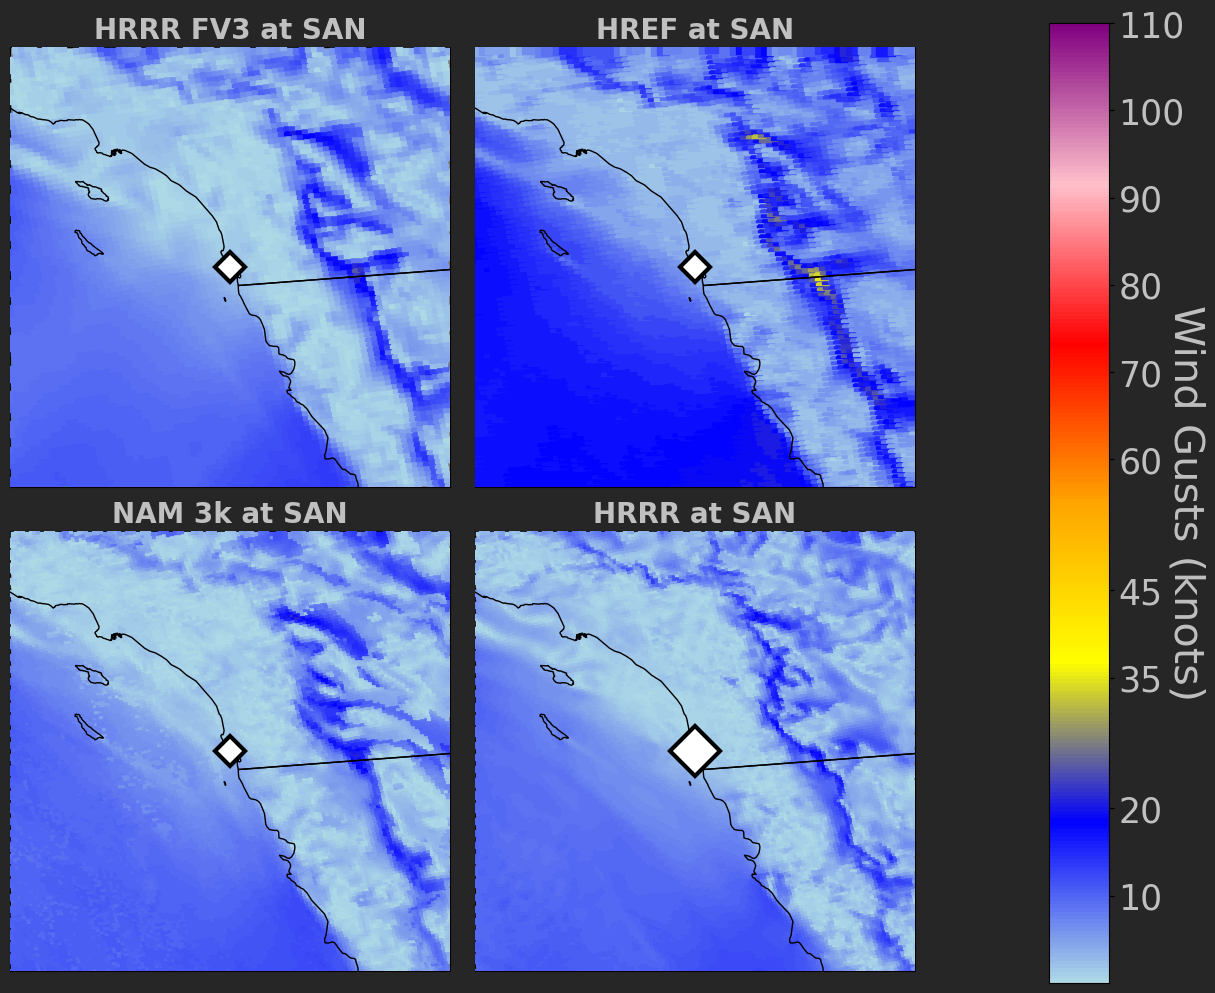 HRRR FV3 at SAN
HREF at SAN
NAM 3k at SAN
HRRR at SAN
110
100
90
80
70
60
45
35
20
10
Wind Gusts (knots)